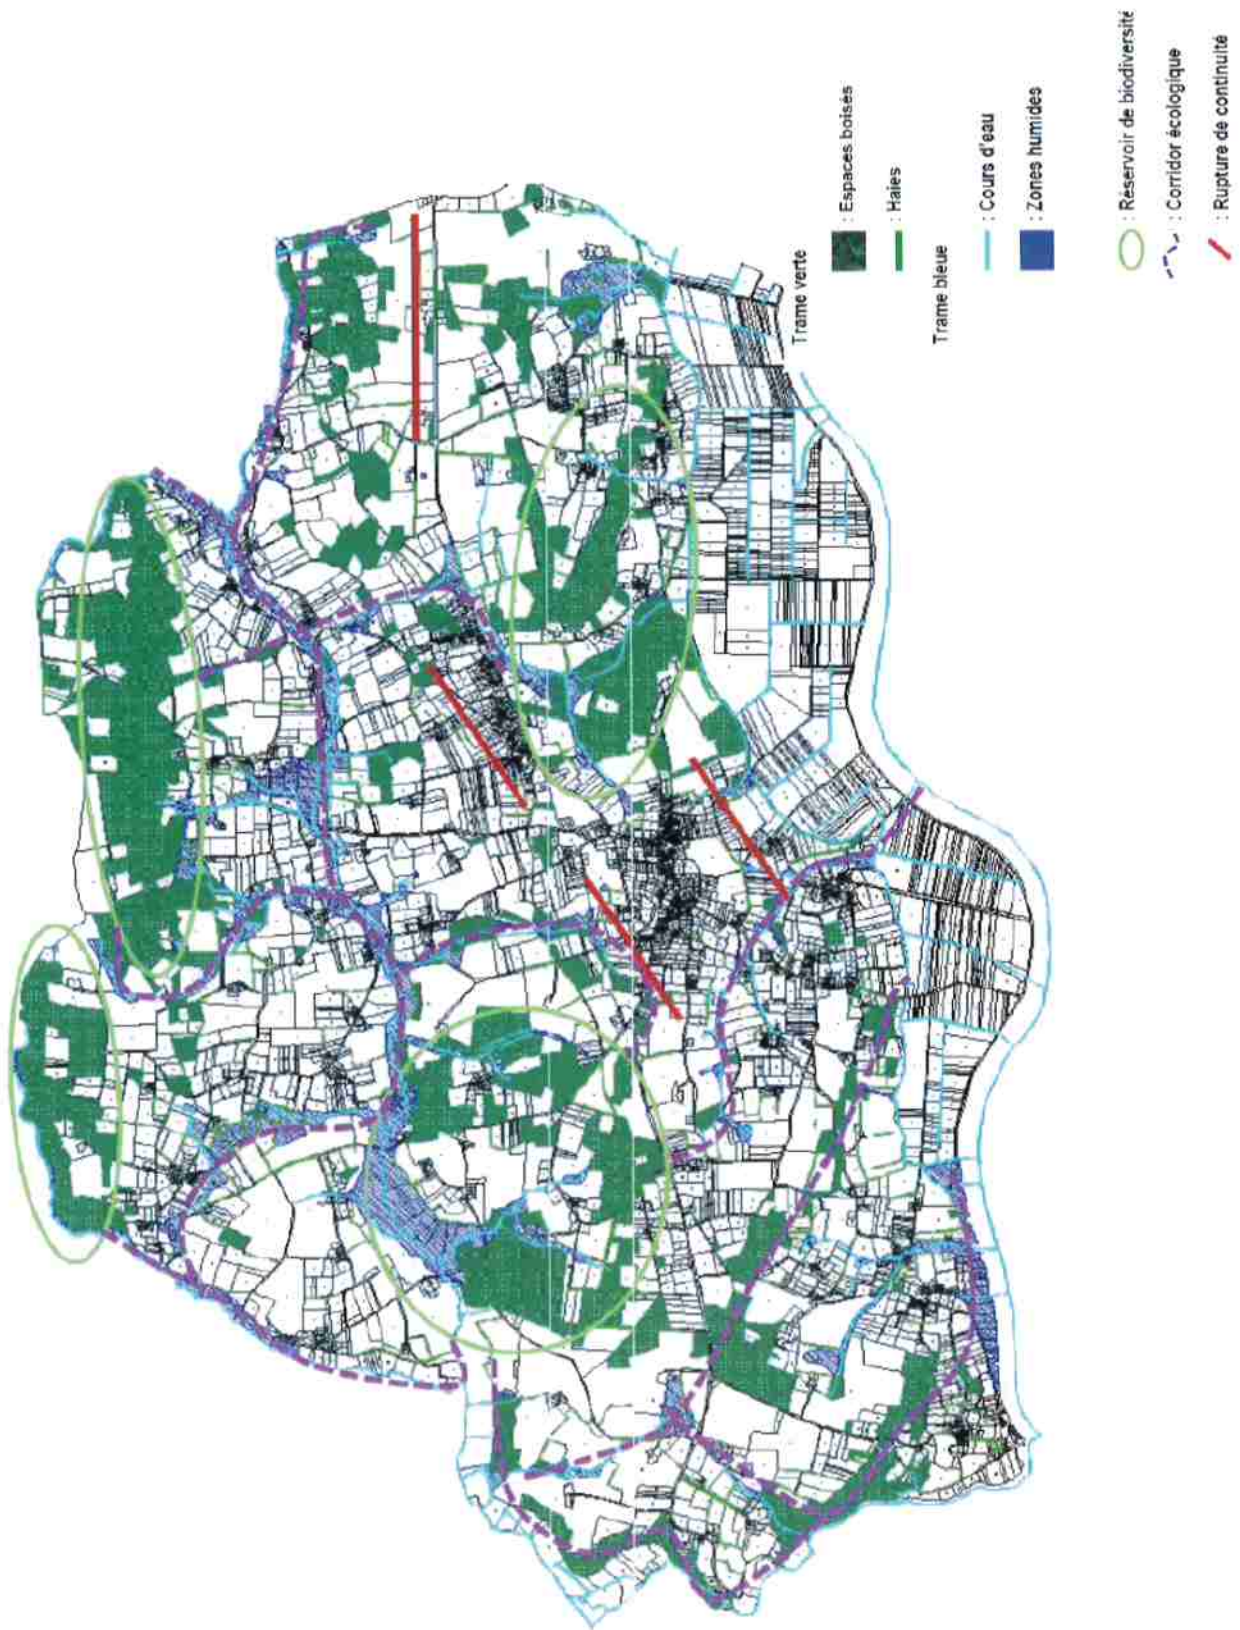 Trame verte
: Espaces boisés
: Haies
Trame bleue
: Cours d'eau
: Zones humides
: Réservoir de biodiversité
: Corridor écologique
: Rupture de continuité